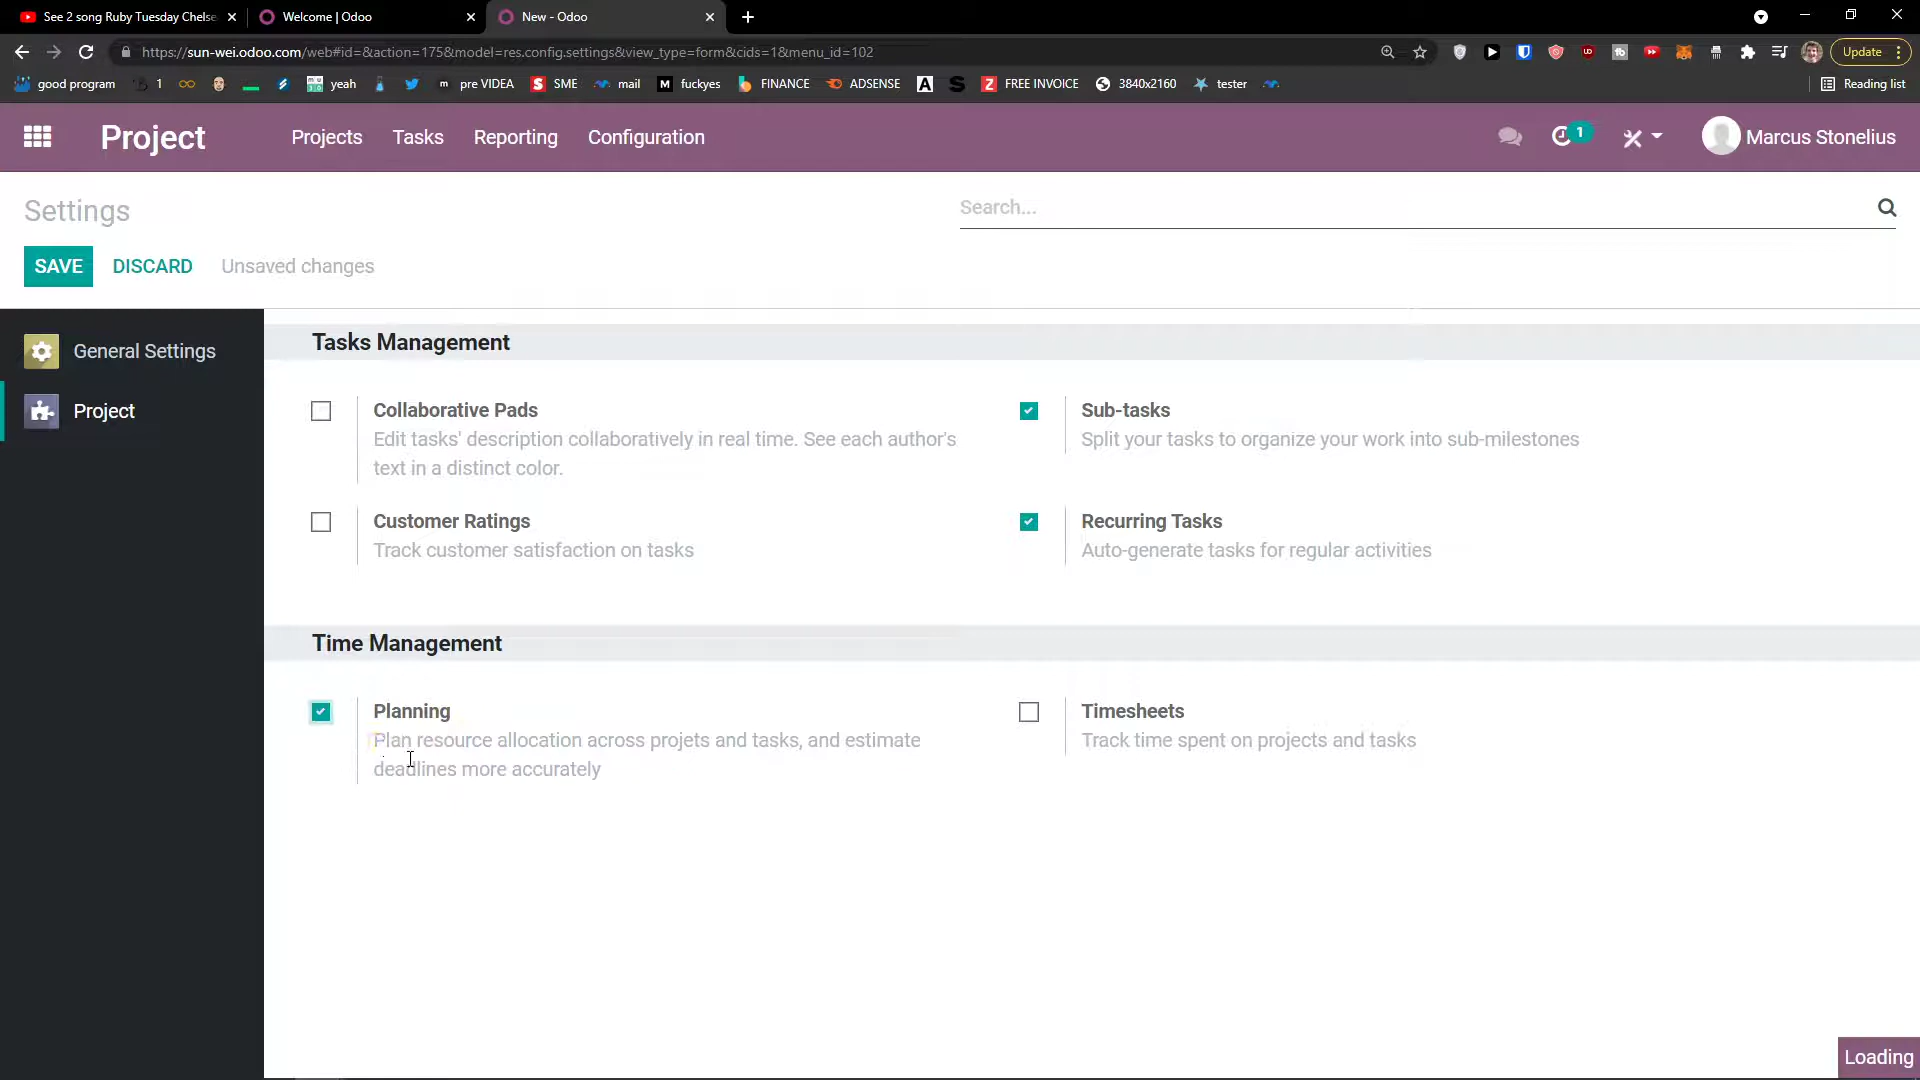 See 2 song Ruby Tuesday Chelse
Welcome | Odoo
New - Odoo
https://sun-wei.odoo.com/web#id=&action=175&model=res.config.settings&view_type=form&cids=1&menu_id=102
Update
good program
1
yeah
pre VIDEA
SME
mail
fuckyes
FINANCE
ADSENSE
FREE INVOICE
3840x2160
tester
Reading list
Project
Projects
Tasks
Reporting
Configuration
1
Marcus Stonelius
Settings
Search...
SAVE
DISCARD
Unsaved changes
General Settings
Project
Tasks Management
Collaborative Pads
Edit tasks' description collaboratively in real time. See each author's
text in a distinct color.
Sub-tasks
Split your tasks to organize your work into sub-milestones
Customer Ratings
Track customer satisfaction on tasks
Recurring Tasks
Auto-generate tasks for regular activities
Time Management
Planning
Plan resource allocation across projets and tasks, and estimate
deadlines more accurately
Timesheets
Track time spent on projects and tasks
Loading